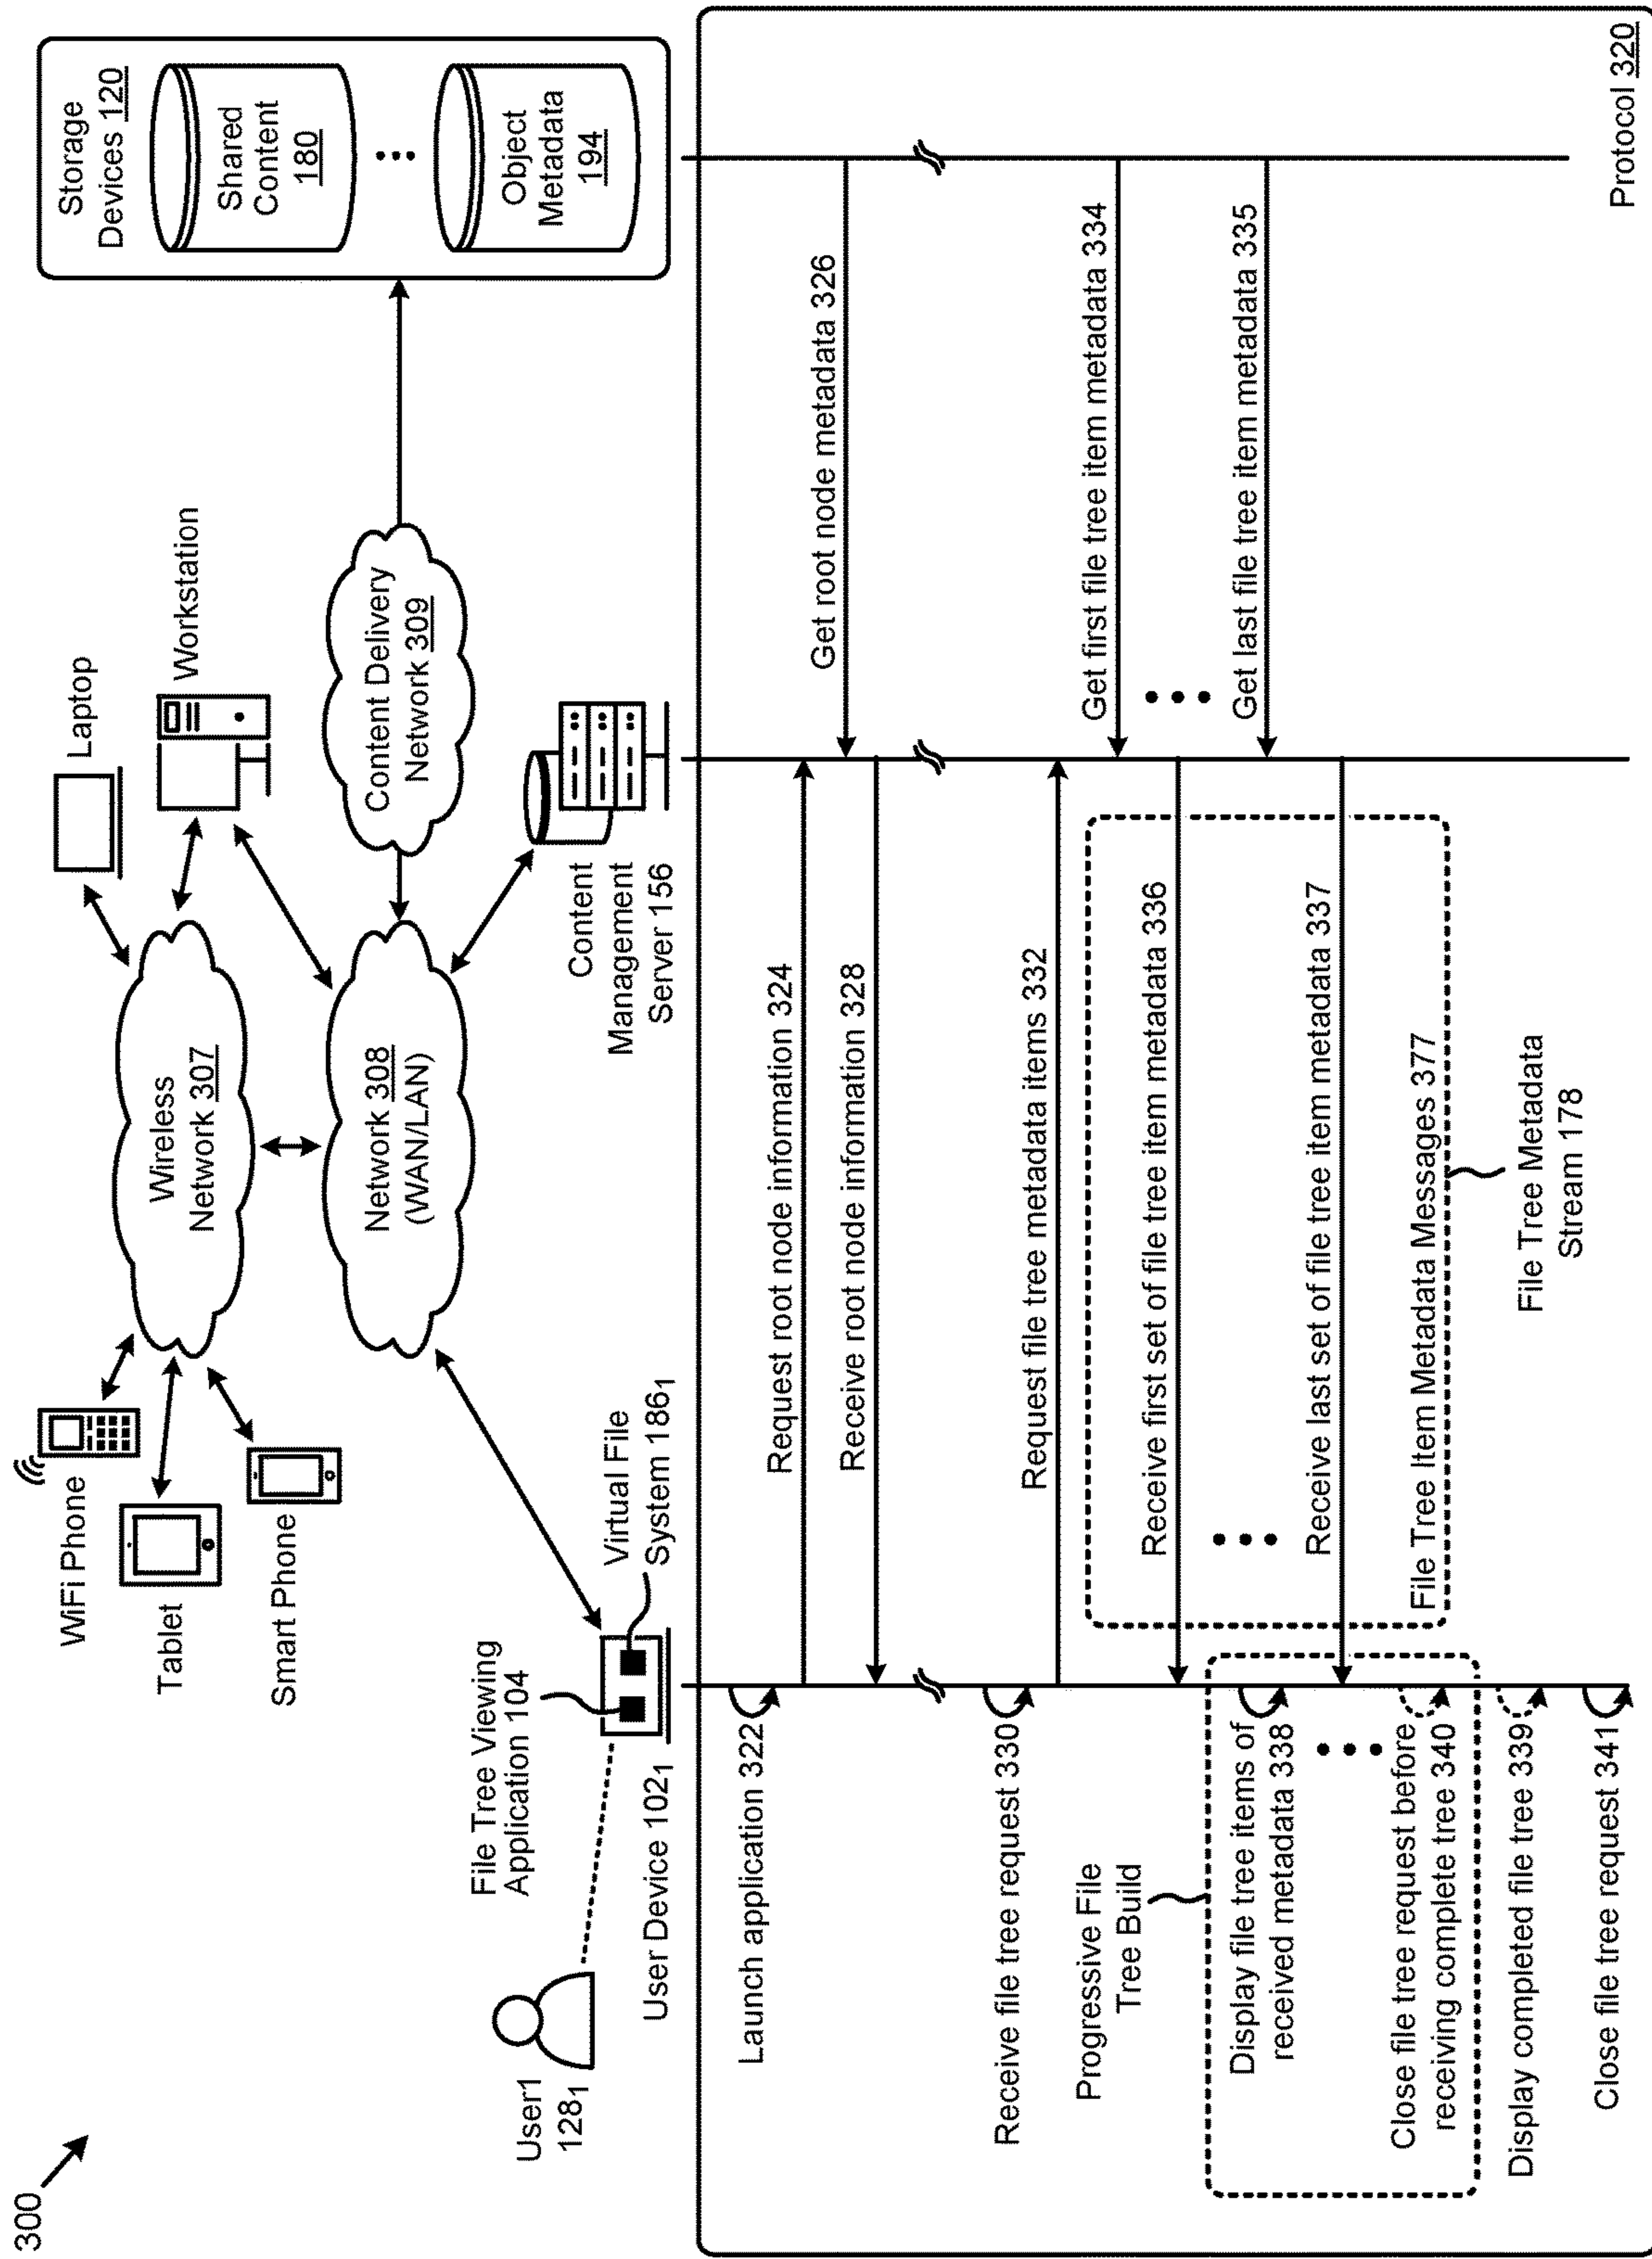 300
WiFi Phone
Tablet
Smart Phone
Laptop
Workstation
Wireless
Network 307
Network 308
(WAN/LAN)
Content Delivery
Network 309
Storage
Devices 120
Shared
Content
180
Object
Metadata
194
User1
128₁
File Tree Viewing
Application 104
User Device 102₁
Virtual File
System 186₁
Content
Management
Server 156
Launch application 322
Request root node information 324
Get root node metadata 326
Receive root node information 328
Receive file tree request 330
Request file tree metadata items 332
Get first file tree item metadata 334
Receive first set of file tree item metadata 336
Progressive File
Tree Build
Display file tree items of
received metadata 338
Get last file tree item metadata 335
Receive last set of file tree item metadata 337
Close file tree request before
receiving complete tree 340
File Tree Item Metadata Messages 377
Display completed file tree 339
File Tree Metadata
Stream 178
Close file tree request 341
Protocol 320